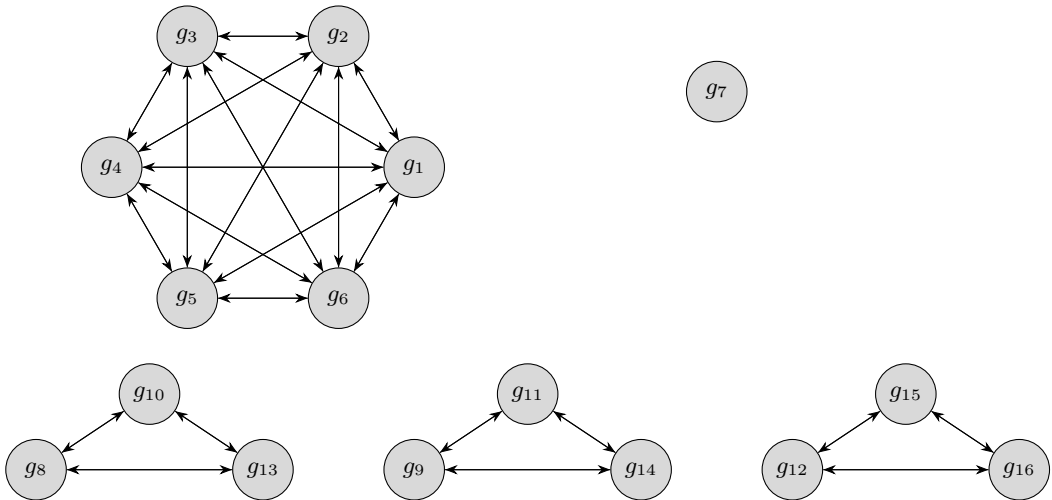 g₃ g₂
g₇
g₄ g₁
g₅ g₆
g₁₀ g₁₁ g₁₅
g₈ g₁₃ g₉ g₁₄ g₁₂ g₁₆